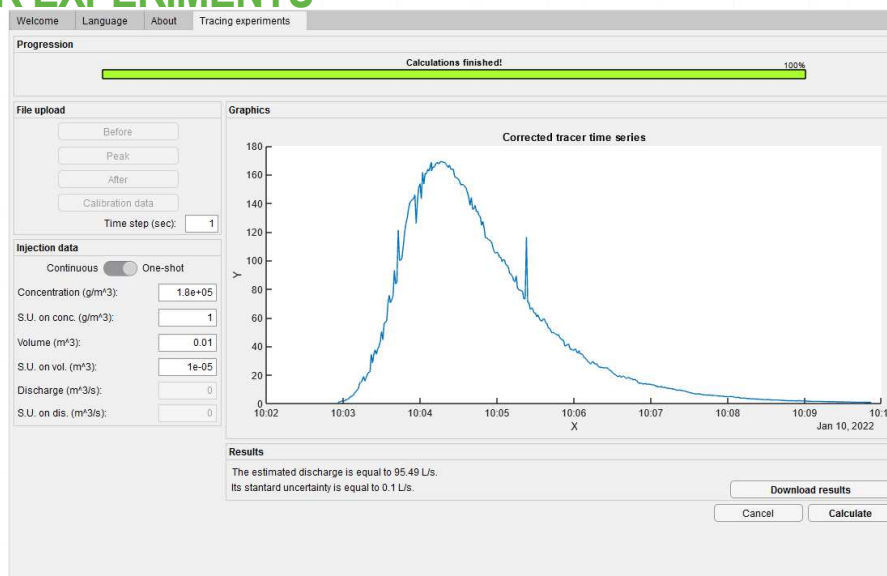 R EXPERIMENTS
Welcome Language About Tracing experiments
Progression
Calculations finished!
100%
File upload
Before
Peak
After
Calibration data
Time step (sec): 1
Injection data
Continuous One-shot
Concentration (g/m^3): 1.8e+05
S.U. on conc. (g/m^3): 1
Volume (m^3): 0.01
S.U. on vol. (m^3): 1e-05
Discharge (m^3/s): 0
S.U. on dis. (m^3/s): 0
Graphics
Corrected tracer time series
180
160
140
120
100
80
60
40
20
0
Y
10:02 10:03 10:04 10:05 10:06 10:07 10:08 10:09 10:1
X
Jan 10, 2022
Results
The estimated discharge is equal to 95.49 L/s.
Its stantard uncertainty is equal to 0.1 L/s.
Download results
Cancel Calculate